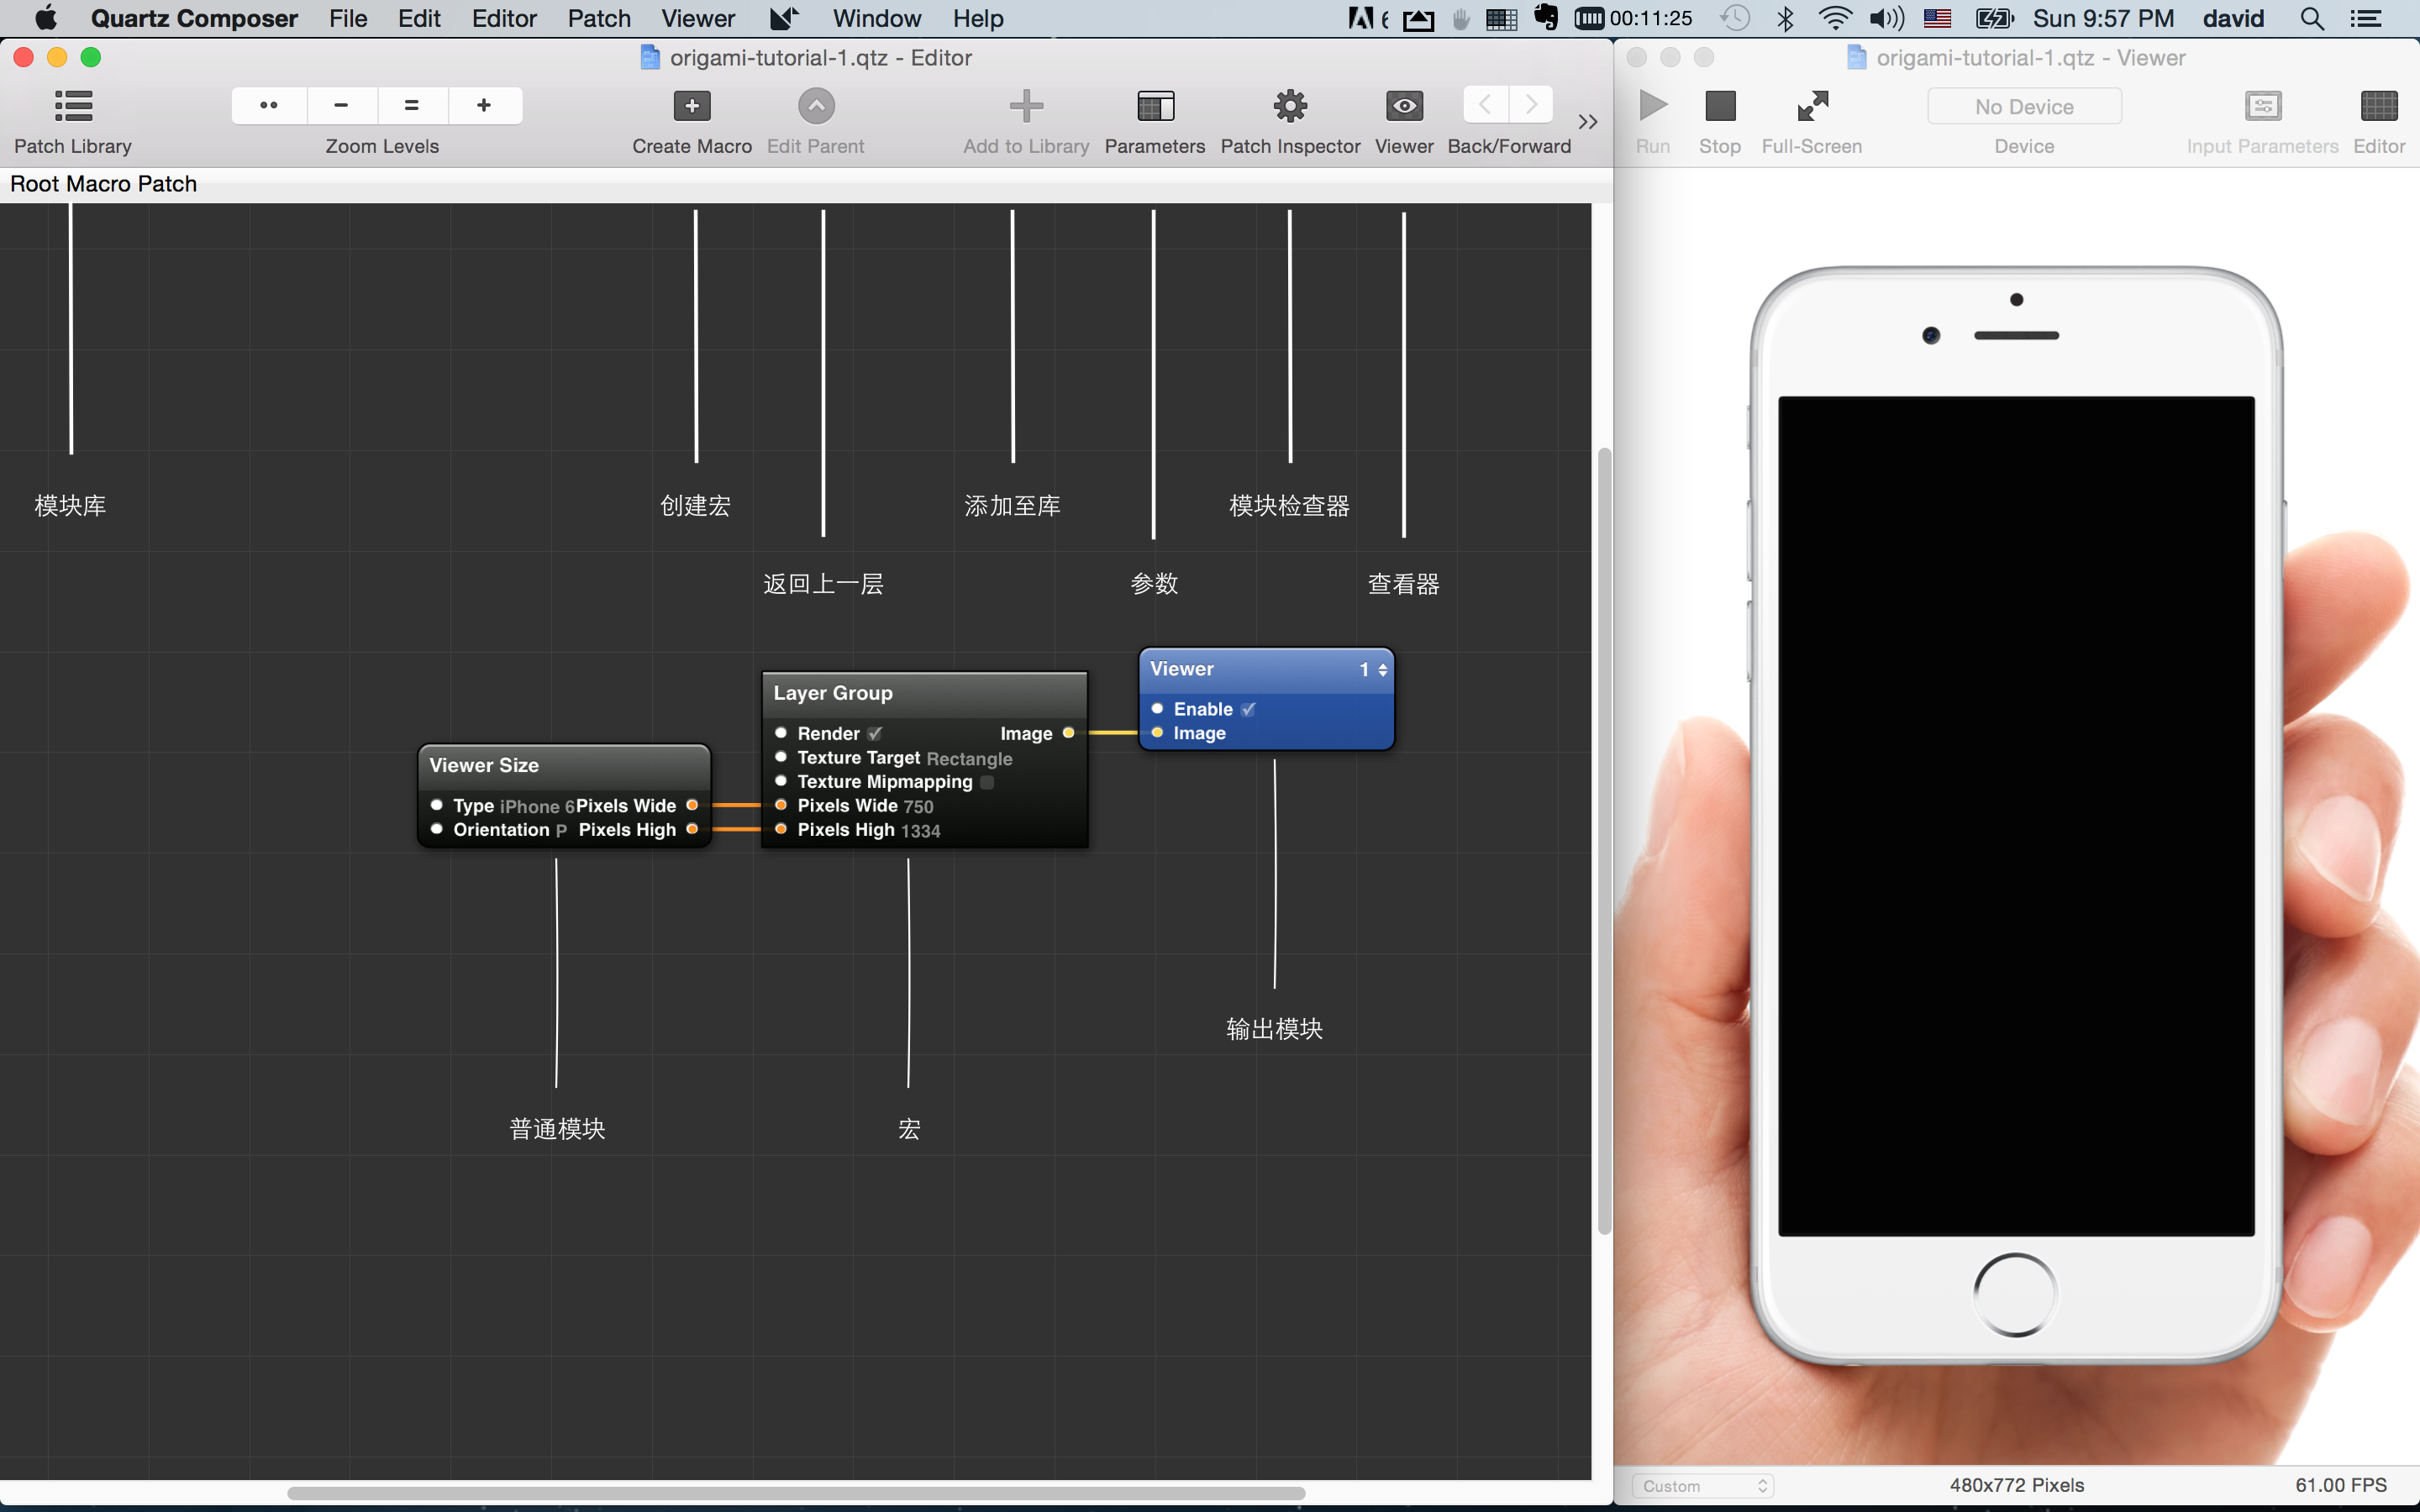 Quartz Composer File Edit Editor Patch Viewer Window Help 6 00:11:25 Sun 9:57 PM david
origami-tutorial-1.qtz - Editor
Patch Library
Zoom Levels
Create Macro
Edit Parent
Add to Library
Parameters
Patch Inspector
Viewer
Back/Forward
Root Macro Patch
模块库
创建宏
添加至库
模块检查器
返回上一层
参数
查看器
Viewer 1
Enable
Image
Layer Group
Render Image
Texture Target Rectangle
Texture Mipmapping
Pixels Wide 750
Pixels High 1334
Viewer Size
Type iPhone 6 Pixels Wide
Orientation P Pixels High
输出模块
普通模块
宏
origami-tutorial-1.qtz - Viewer
Run
Stop
Full-Screen
No Device
Device
Input Parameters
Editor
Custom
480x772 Pixels
61.00 FPS